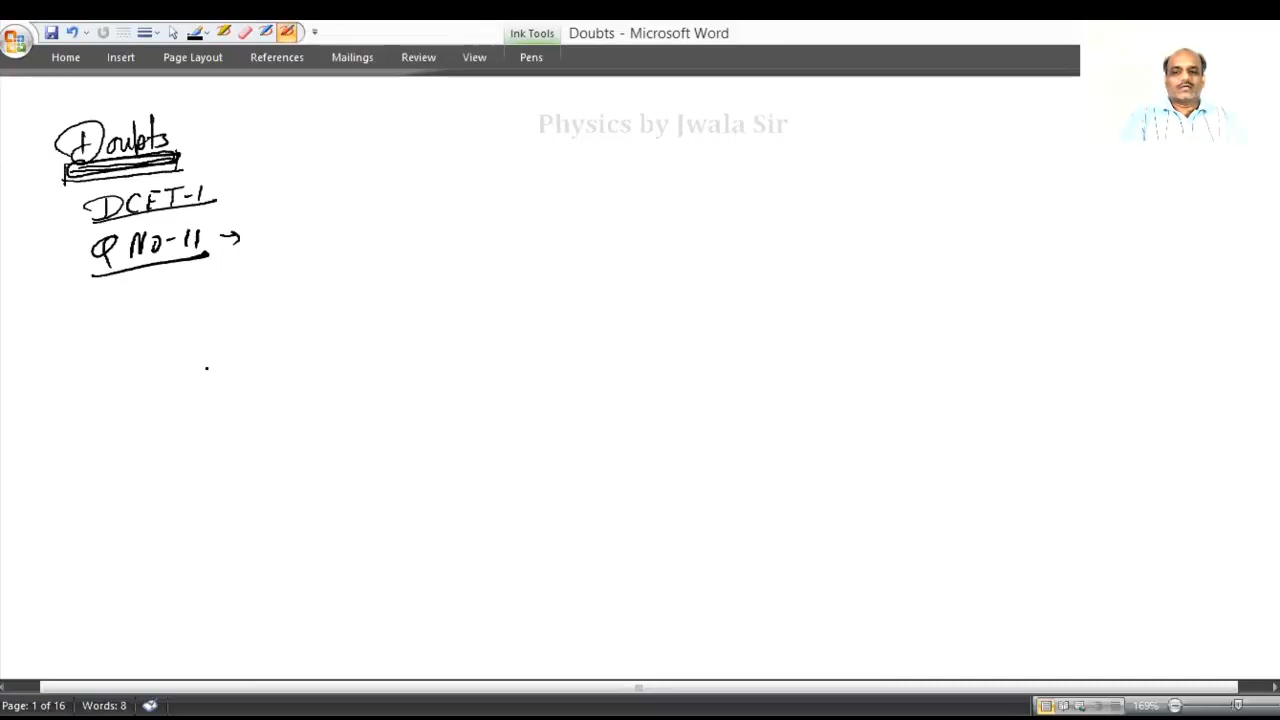 Ink Tools
Doubts - Microsoft Word
Home Insert Page Layout References Mailings Review View Pens
Physics by Jwala Sir
Doubts
DCET-1
Q NO-11 →
Page: 1 of 16 Words: 8 169%